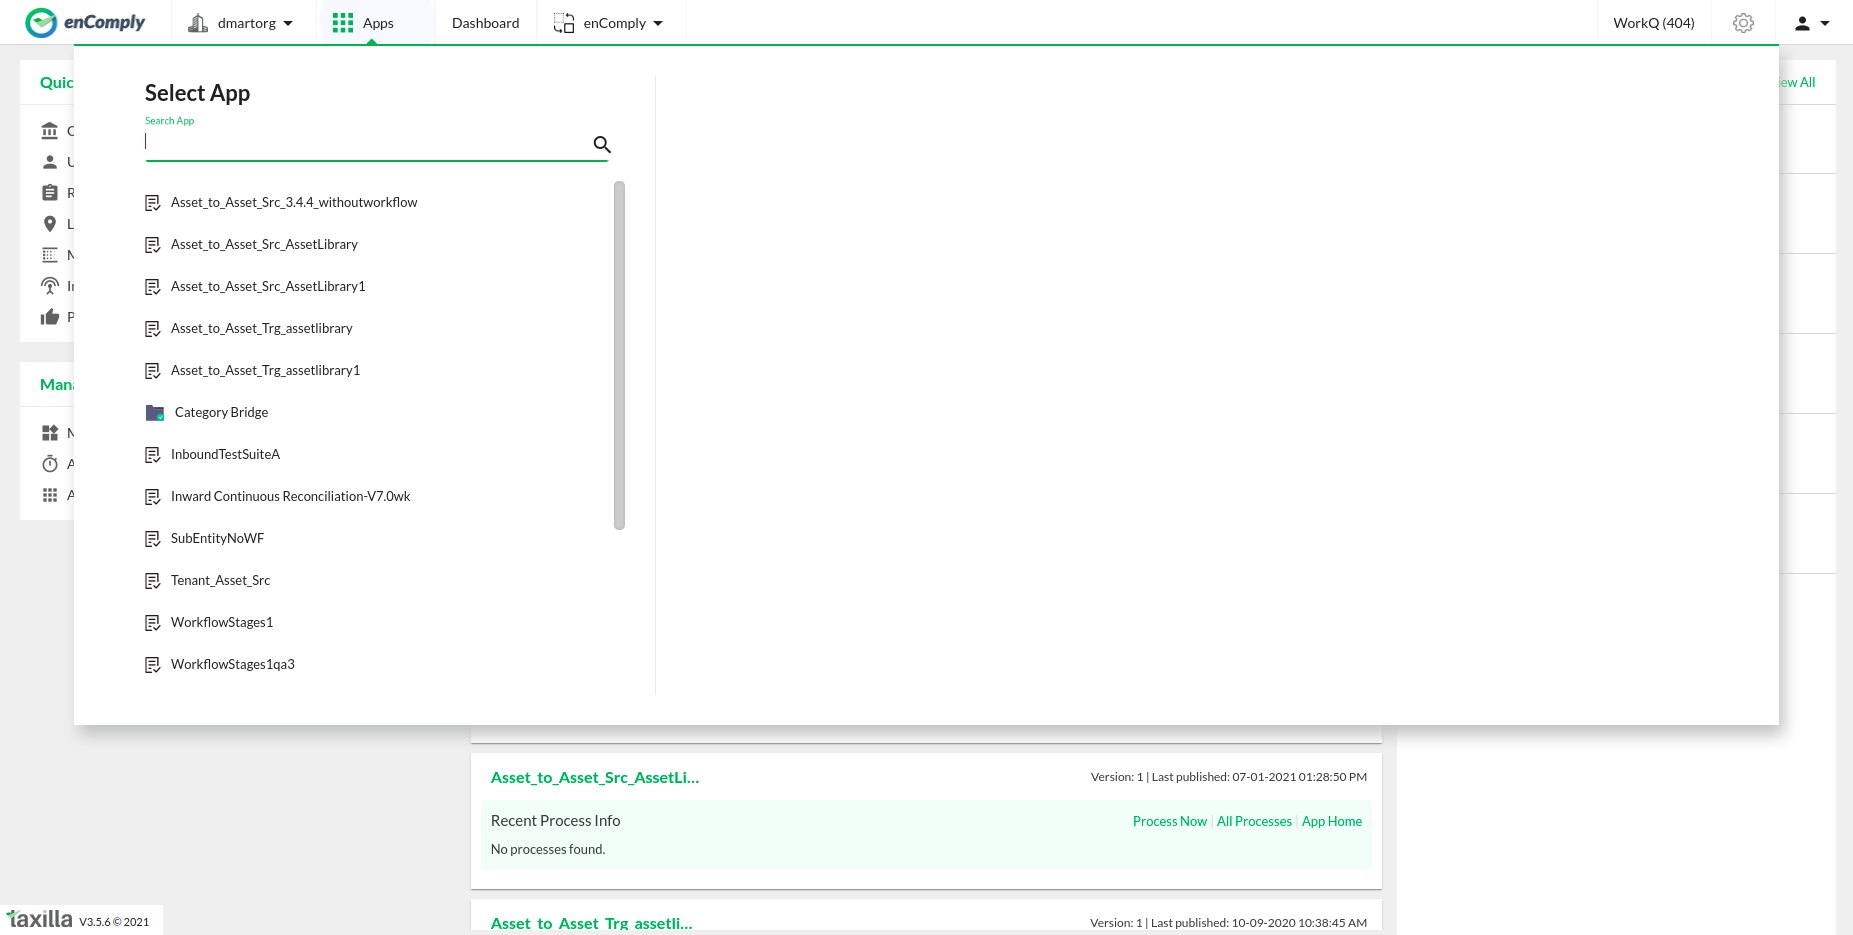 enComply
dmartorg
Apps
Dashboard
enComply
WorkQ (404)
Quic
ew All
Select App
Search App
Asset_to_Asset_Src_3.4.4_withoutworkflow
Asset_to_Asset_Src_AssetLibrary
Asset_to_Asset_Src_AssetLibrary1
Asset_to_Asset_Trg_assetlibrary
Asset_to_Asset_Trg_assetlibrary1
Category Bridge
InboundTestSuiteA
Inward Continuous Reconciliation-V7.0wk
SubEntityNoWF
Tenant_Asset_Src
WorkflowStages1
WorkflowStages1qa3
Asset_to_Asset_Src_AssetLi...
Version: 1 | Last published: 07-01-2021 01:28:50 PM
Recent Process Info
Process Now | All Processes | App Home
No processes found.
Asset_to_Asset_Trg_assetli...
Version: 1 | Last published: 10-09-2020 10:38:45 AM
taxilla V3.5.6 © 2021